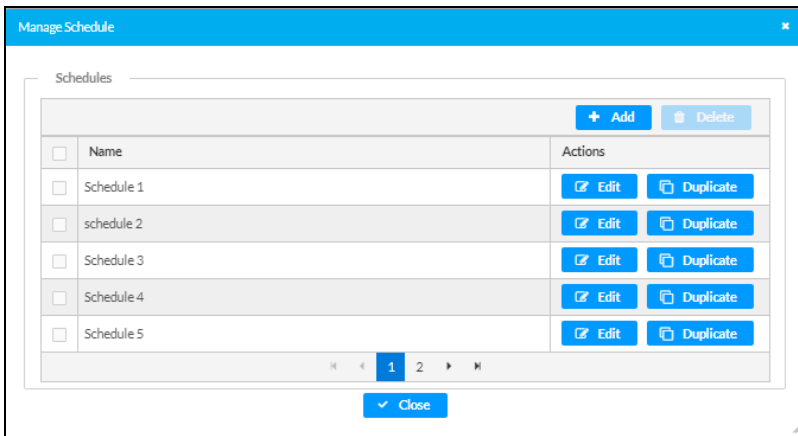 Manage Schedule
Schedules
Add Delete
Name Actions
Schedule 1 Edit Duplicate
schedule 2 Edit Duplicate
Schedule 3 Edit Duplicate
Schedule 4 Edit Duplicate
Schedule 5 Edit Duplicate
1 2
Close